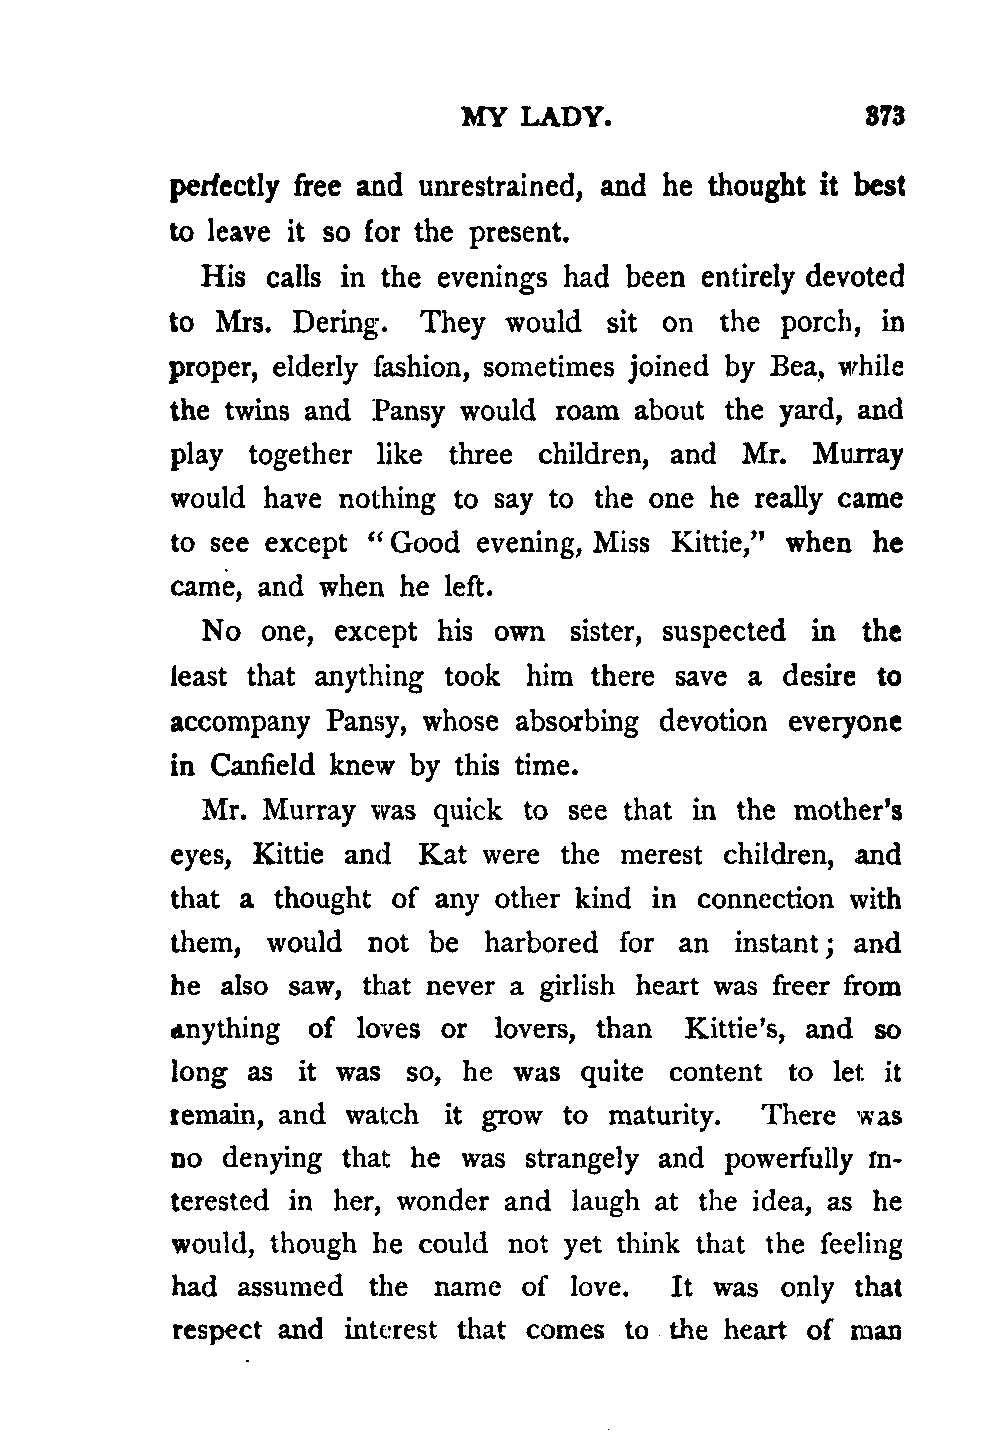 MY LADY. 373
perfectly free and unrestrained, and he thought it best
to leave it so for the present.
His calls in the evenings had been entirely devoted
to Mrs. Dering. They would sit on the porch, in
proper, elderly fashion, sometimes joined by Bea, while
the twins and Pansy would roam about the yard, and
play together like three children, and Mr. Murray
would have nothing to say to the one he really came
to see except “Good evening, Miss Kittie,” when he
came, and when he left.
No one, except his own sister, suspected in the
least that anything took him there save a desire to
accompany Pansy, whose absorbing devotion everyone
in Canfield knew by this time.
Mr. Murray was quick to see that in the mother's
eyes, Kittie and Kat were the merest children, and
that a thought of any other kind in connection with
them, would not be harbored for an instant; and
he also saw, that never a girlish heart was freer from
anything of loves or lovers, than Kittie's, and so
long as it was so, he was quite content to let it
remain, and watch it grow to maturity. There was
no denying that he was strangely and powerfully in-
terested in her, wonder and laugh at the idea, as he
would, though he could not yet think that the feeling
had assumed the name of love. It was only that
respect and interest that comes to the heart of man